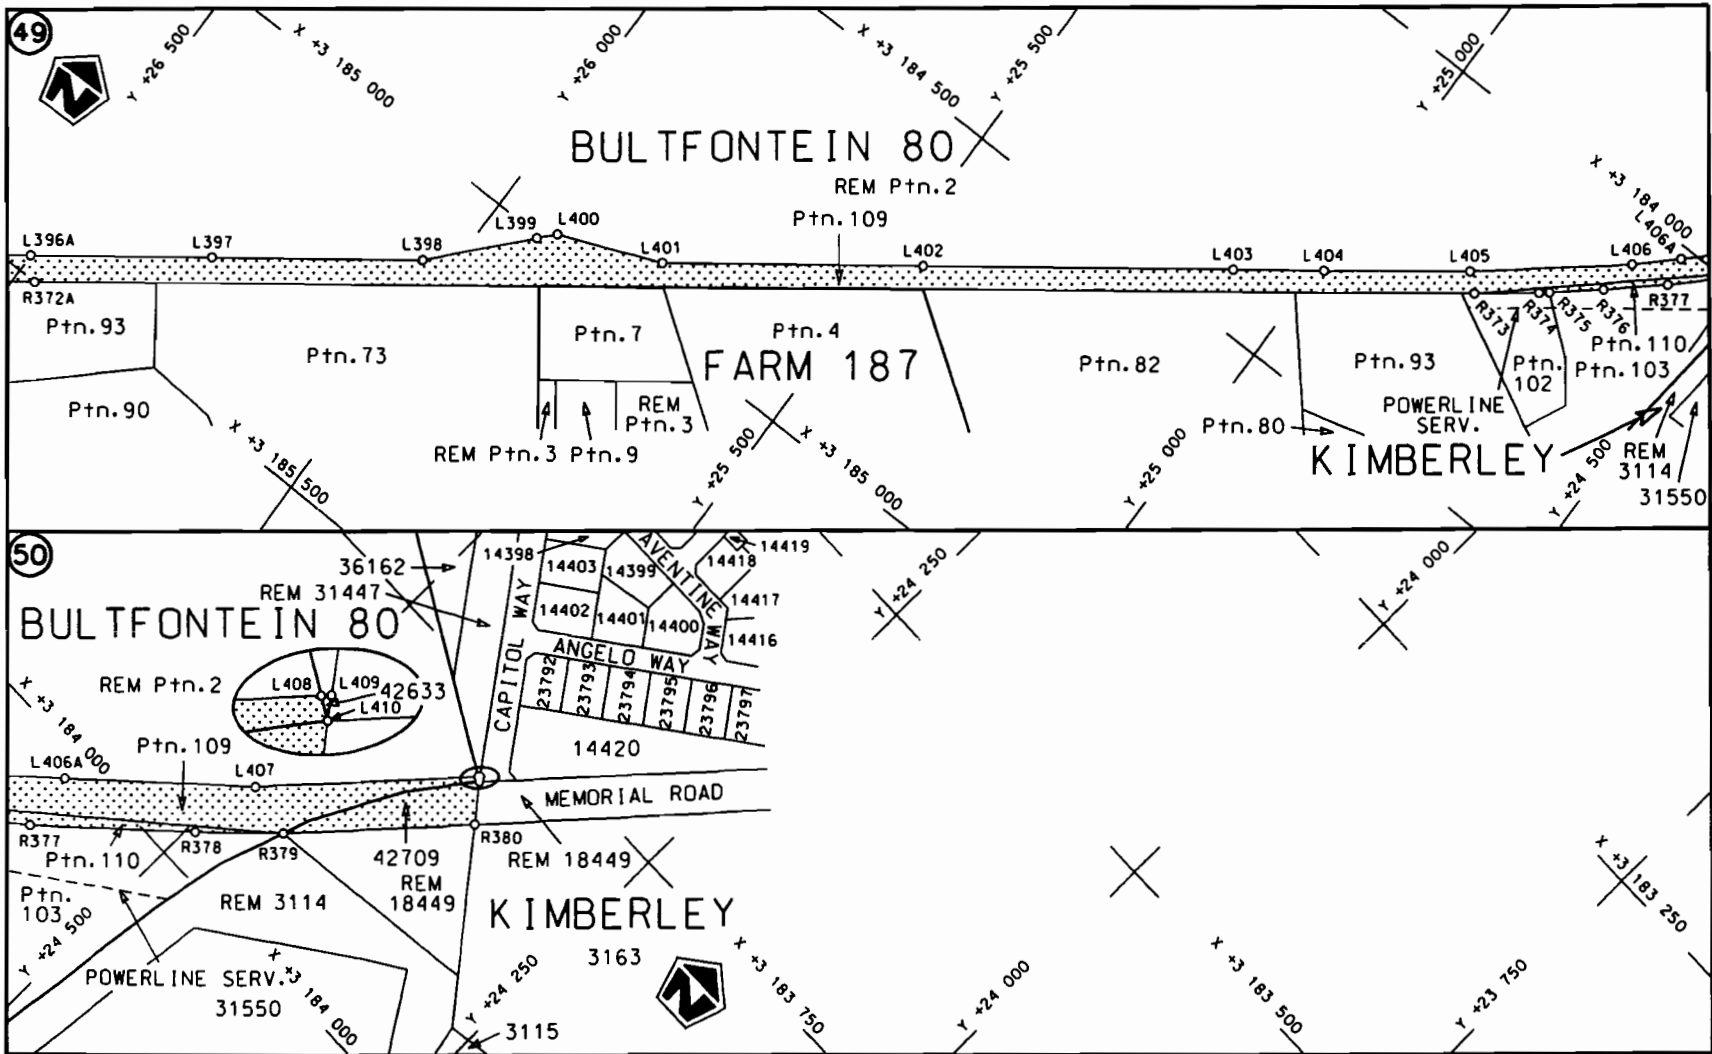 49
Y +26 500
X +3 185 000
Y +26 000
X +3 184 500
Y +25 500
Y +25 000
BULTFONTEIN 80
REM Ptn.2
Ptn.109
X +3 184 000
L396A
L397
L398
L399
L400
L401
L402
L403
L404
L405
L406
L406A
R372A
R373
R374
R375
R376
R377
Ptn.93
Ptn.73
Ptn.7
Ptn.4
FARM 187
Ptn.82
Ptn.93
Ptn.
102
Ptn.110
Ptn.103
Ptn.90
REM
Ptn.3
REM Ptn.3
Ptn.9
Ptn.80
POWERLINE
SERV.
KIMBERLEY
REM
3114
31550
X +3 185 500
Y +25 500
X +3 185 000
Y +25 000
Y +24 500
50
36162
REM 31447
14398
14403
14399
AVENTINE WAY
14418
14419
14402
14401
14400
14417
14416
CAPITOL WAY
ANGELO WAY
23792
23793
23794
23795
23796
23797
14420
Y +24 250
Y +24 000
BULTFONTEIN 80
REM Ptn.2
L408
L409
42633
L410
X +3 184 000
Ptn.109
L406A
L407
MEMORIAL ROAD
R377
R378
R379
R380
Ptn.110
42709
REM
18449
REM 18449
Ptn.
103
REM 3114
KIMBERLEY
3163
Y +24 500
POWERLINE SERV.
31550
X +3 184 000
Y +24 250
3115
X +3 183 750
Y +24 000
X +3 183 500
Y +23 750
X +3 183 250